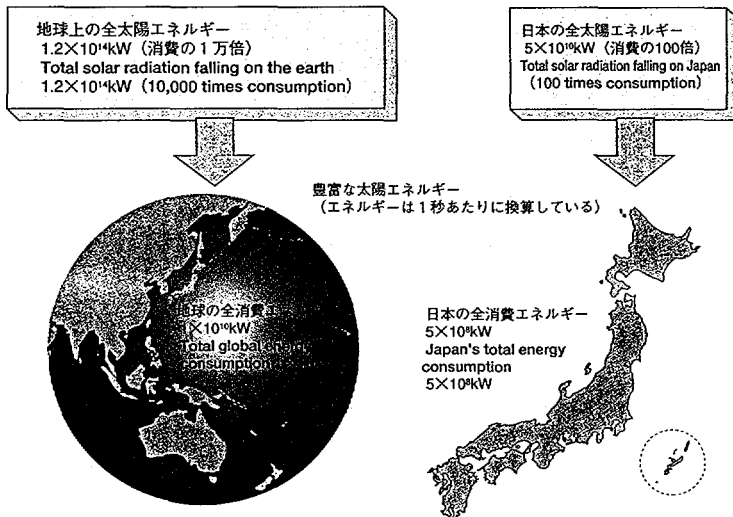 地球上の全太陽エネルギー
1.2×10¹⁴kW（消費の1万倍）
Total solar radiation falling on the earth
1.2×10¹⁴kW (10,000 times consumption)
日本の全太陽エネルギー
5×10¹⁰kW（消費の100倍）
Total solar radiation falling on Japan
(100 times consumption)
豊富な太陽エネルギー
（エネルギーは1秒あたりに換算している）
地球の全消費エ
1×10¹⁰kW
Total global energy
consumption
日本の全消費エネルギー
5×10⁸kW
Japan's total energy
consumption
5×10⁸kW